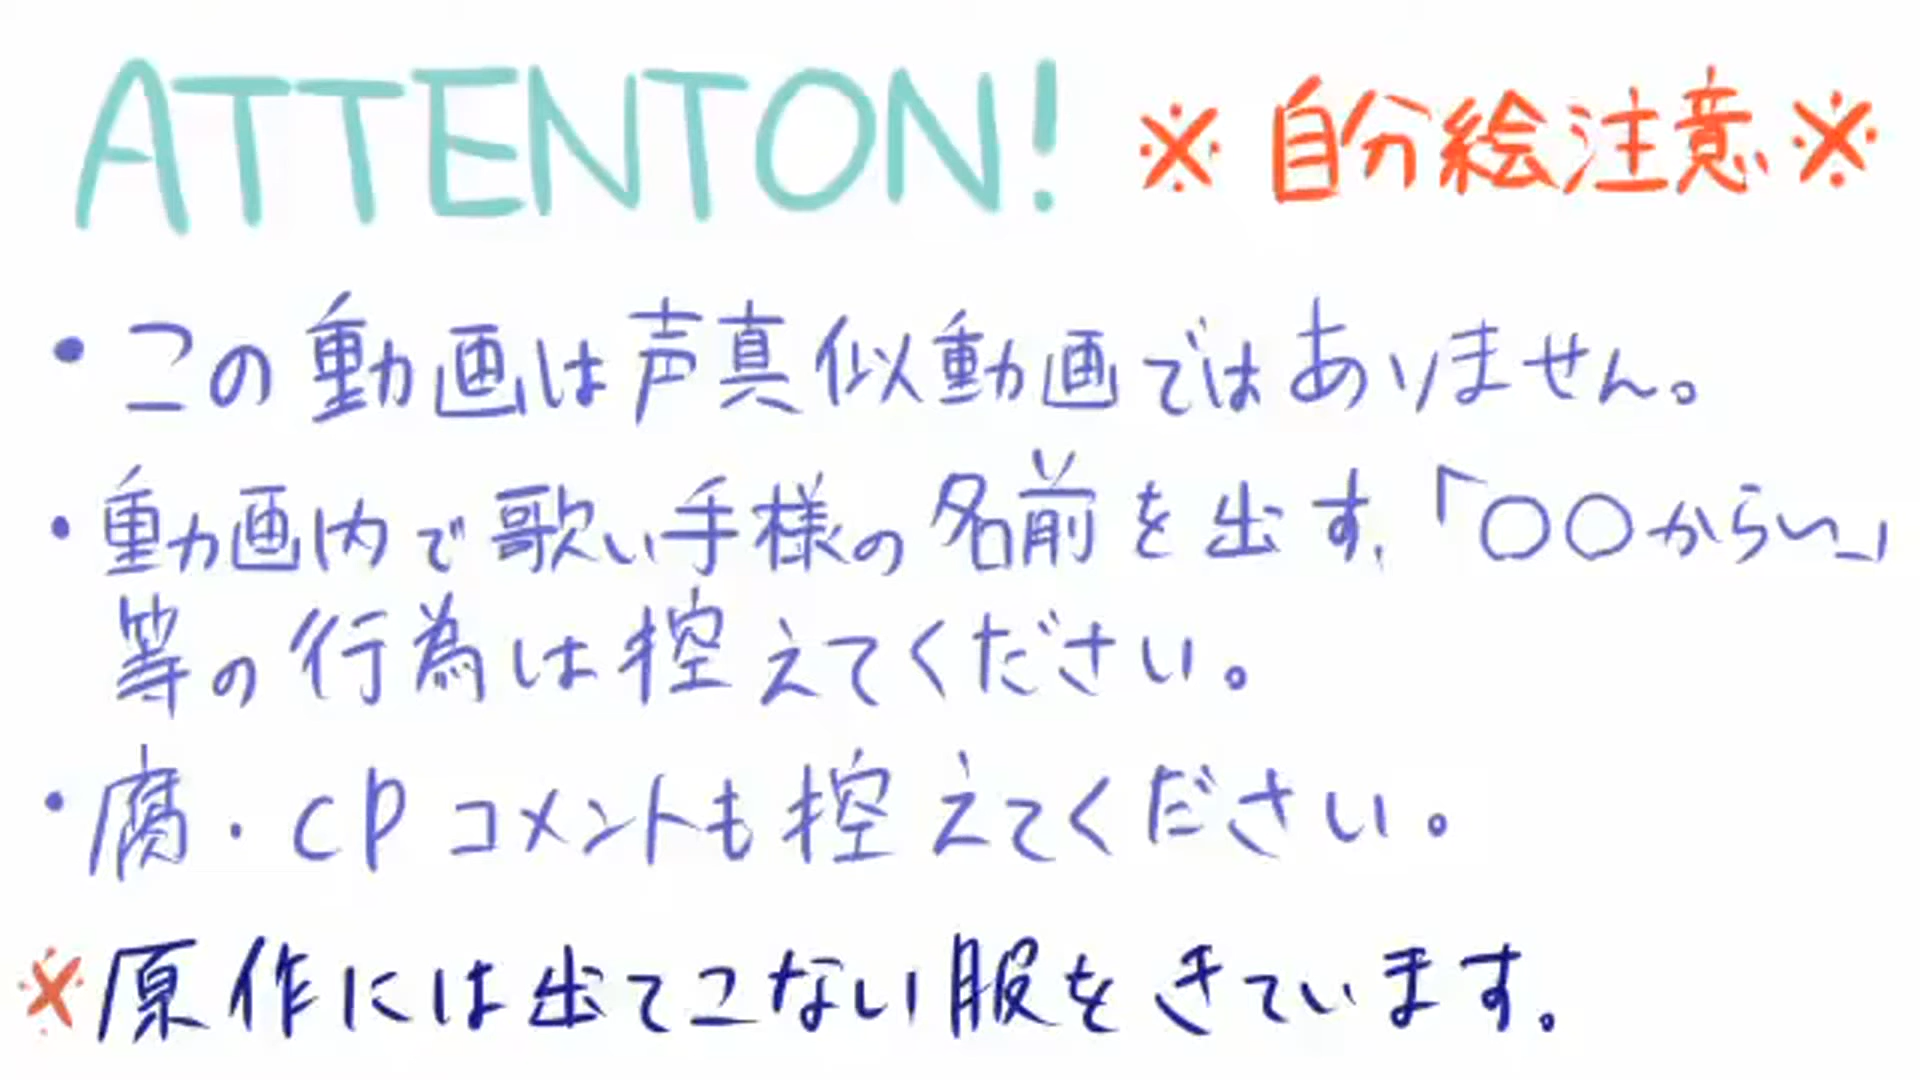 ATTENTON! ※自分絵注意※
・この動画は声真似動画ではありません。
・動画内で歌い手様の名前を出す、「〇〇からい」
等の行為は控えてください。
・腐・CPコメントも控えてください。
※原作には出てこない服をきています。